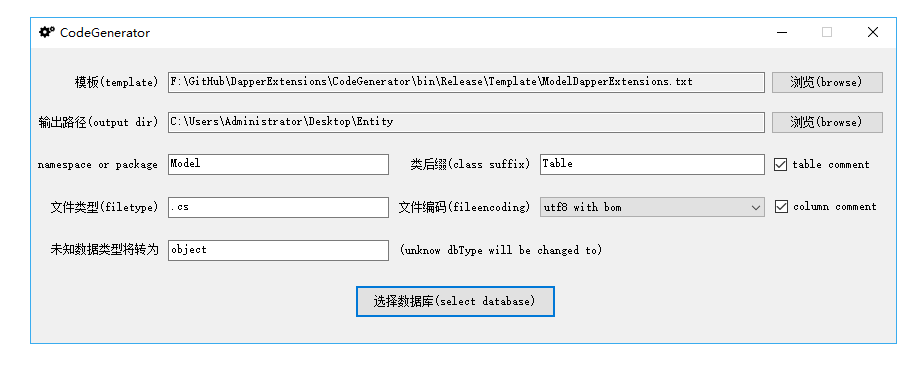 CodeGenerator
模板(template) F:\GitHub\DapperExtensions\CodeGenerator\bin\Release\Template\ModelDapperExtensions.txt 浏览(browse)
输出路径(output dir) C:\Users\Administrator\Desktop\Entity 浏览(browse)
namespace or package Model 类后缀(class suffix) Table table comment
文件类型(filetype) .cs 文件编码(fileencoding) utf8 with bom column comment
未知数据类型将转为 object (unknow dbType will be changed to)
选择数据库(select database)